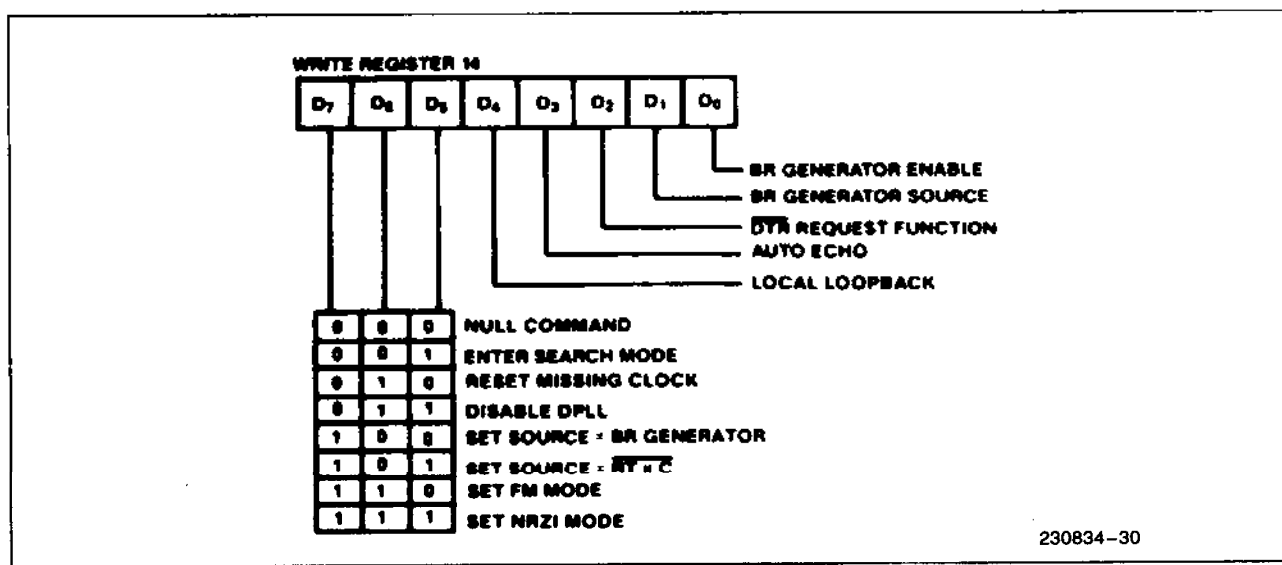 WRITE REGISTER 14
D7 D6 D5 D4 D3 D2 D1 D0
BR GENERATOR ENABLE
BR GENERATOR SOURCE
DTR REQUEST FUNCTION
AUTO ECHO
LOCAL LOOPBACK
0 0 0 NULL COMMAND
0 0 1 ENTER SEARCH MODE
0 1 0 RESET MISSING CLOCK
0 1 1 DISABLE DPLL
1 0 0 SET SOURCE = BR GENERATOR
1 0 1 SET SOURCE = RT x C
1 1 0 SET FM MODE
1 1 1 SET NRZI MODE
230834-30